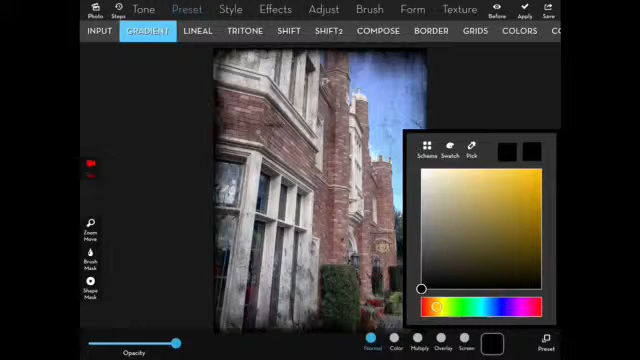 Photo Steps Tone Preset Style Effects Adjust Brush Form Texture Before Apply Save
INPUT GRADIENT LINEAL TRITONE SHIFT SHIFT2 COMPOSE BORDER GRIDS COLORS CO
Scheme Swatch Pick
Zoom
Move
Brush
Mask
Shape
Mask
Opacity
Normal Color Multiply Overlay Screen Preset